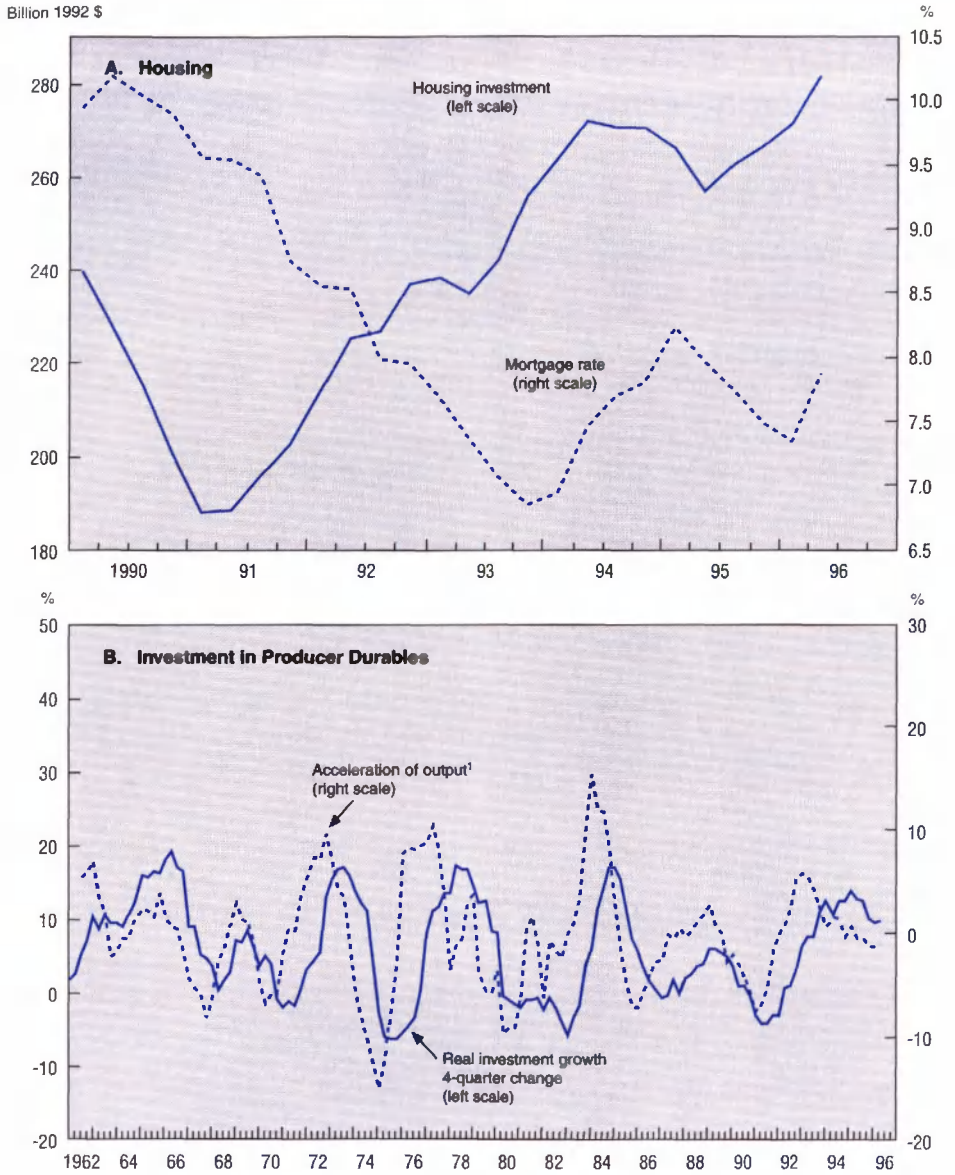 Billion 1992 $
%
A. Housing
Housing investment
(left scale)
Mortgage rate
(right scale)
280
260
240
220
200
180
10.5
10.0
9.5
9.0
8.5
8.0
7.5
7.0
6.5
1990 91 92 93 94 95 96
%
%
B. Investment in Producer Durables
Acceleration of output¹
(right scale)
Real investment growth
4-quarter change
(left scale)
50
40
30
20
10
0
-10
-20
30
20
10
0
-10
-20
1962 64 66 68 70 72 74 76 78 80 82 84 86 88 90 92 94 96